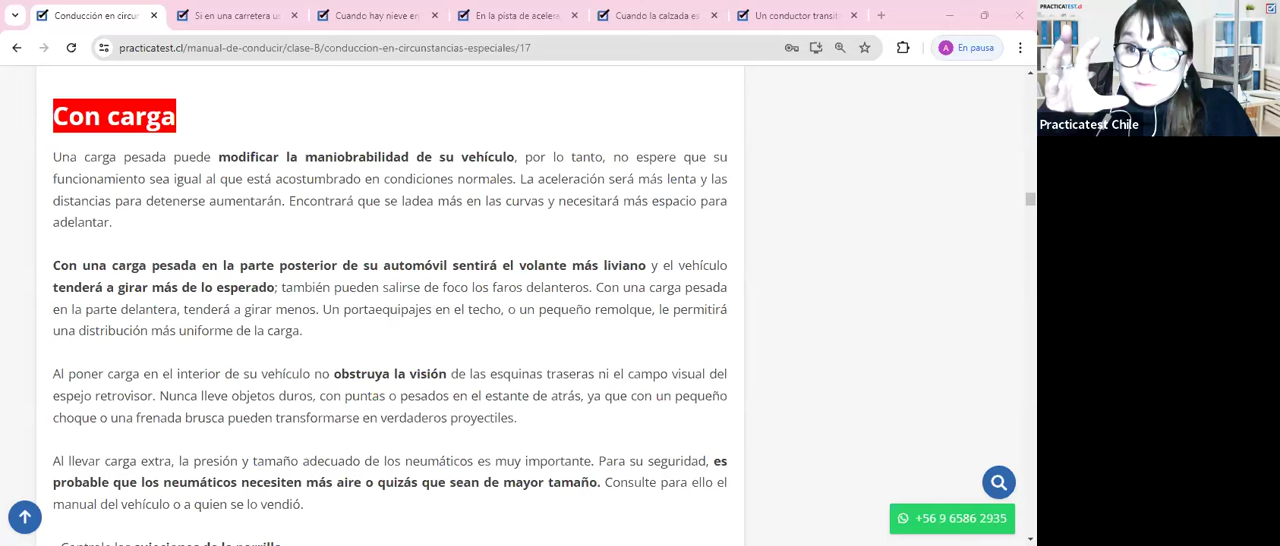 Conducción en circun
Si en una carretera us
Cuando hay nieve en
En la pista de acelera
Cuando la calzada es
Un conductor transit
practicatest.cl/manual-de-conducir/clase-B/conduccion-en-circunstancias-especiales/17
A En pausa
PRACTICATEST.CL
Practicatest Chile
Con carga
Una carga pesada puede modificar la maniobrabilidad de su vehículo, por lo tanto, no espere que su
funcionamiento sea igual al que está acostumbrado en condiciones normales. La aceleración será más lenta y las
distancias para detenerse aumentarán. Encontrará que se ladea más en las curvas y necesitará más espacio para
adelantar.
Con una carga pesada en la parte posterior de su automóvil sentirá el volante más liviano y el vehículo
tenderá a girar más de lo esperado; también pueden salirse de foco los faros delanteros. Con una carga pesada
en la parte delantera, tenderá a girar menos. Un portaequipajes en el techo, o un pequeño remolque, le permitirá
una distribución más uniforme de la carga.
Al poner carga en el interior de su vehículo no obstruya la visión de las esquinas traseras ni el campo visual del
espejo retrovisor. Nunca lleve objetos duros, con puntas o pesados en el estante de atrás, ya que con un pequeño
choque o una frenada brusca pueden transformarse en verdaderos proyectiles.
Al llevar carga extra, la presión y tamaño adecuado de los neumáticos es muy importante. Para su seguridad, es
probable que los neumáticos necesiten más aire o quizás que sean de mayor tamaño. Consulte para ello el
manual del vehículo o a quien se lo vendió.
+56 9 6586 2935